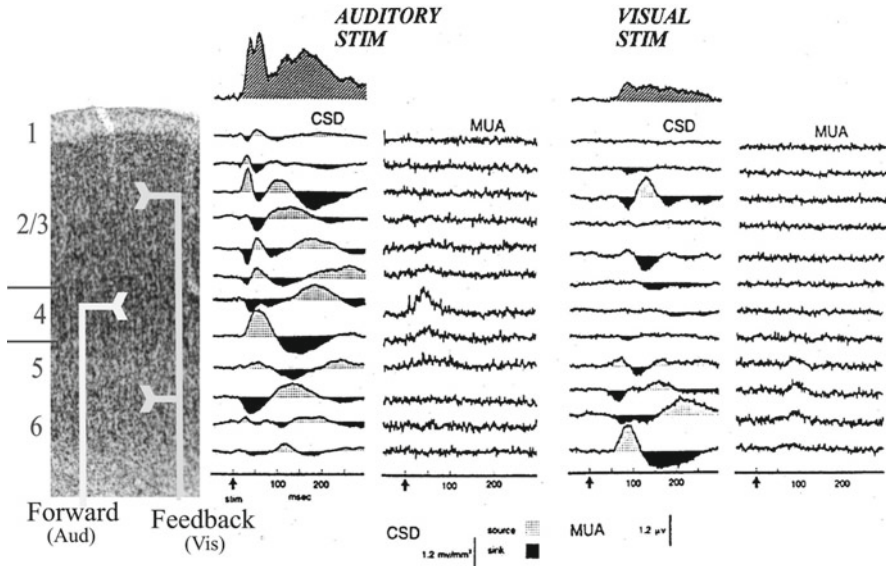 AUDITORY
STIM
VISUAL
STIM
CSD
MUA
CSD
MUA
1
2/3
4
5
6
stim
100
msec
200
100
200
100
200
100
200
Forward
(Aud)
Feedback
(Vis)
CSD
1.2 mv/mm²
source
sink
MUA
1.2 μv